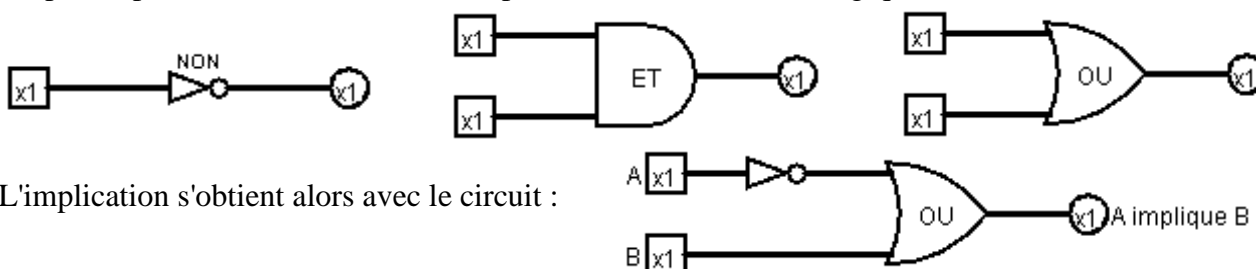 x1 NON x1
x1 x1 ET x1
x1 x1 OU x1
L'implication s'obtient alors avec le circuit :
A x1
B x1
OU
x1 A implique B